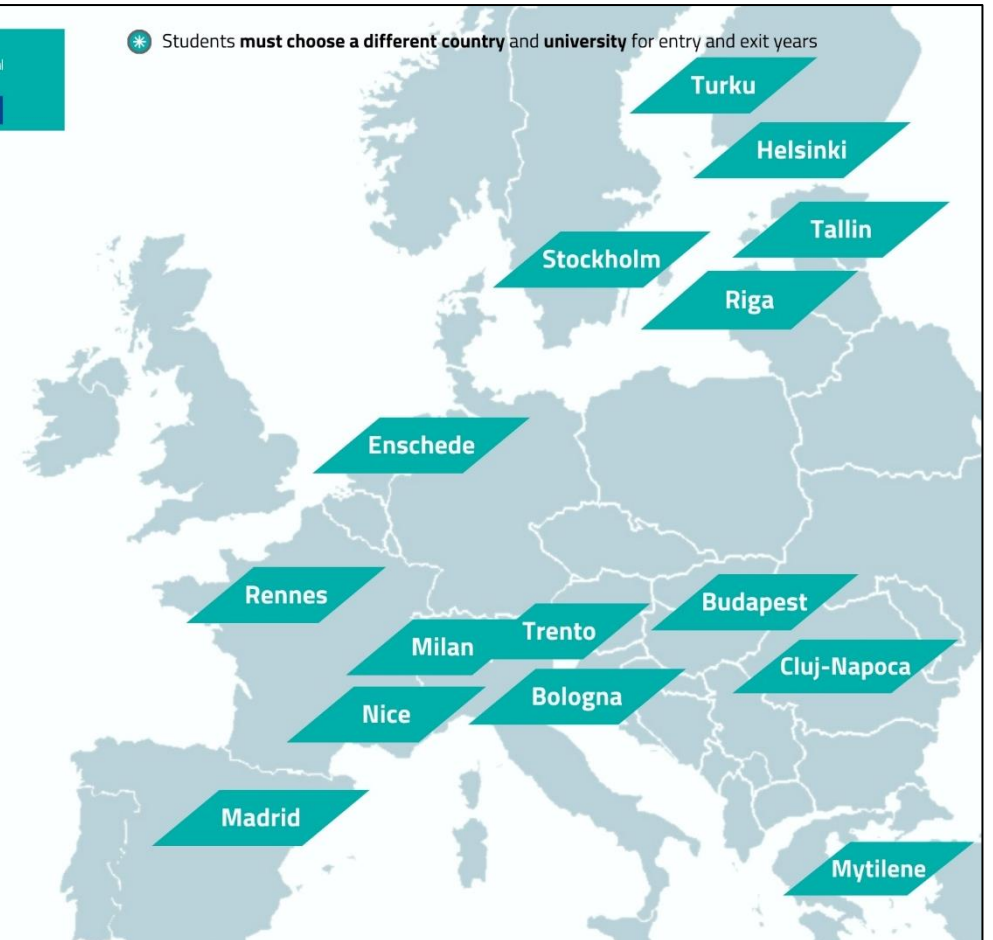 Students must choose a different country and university for entry and exit years
Turku
Helsinki
Tallin
Stockholm
Riga
Enschede
Rennes
Budapest
Trento
Milan
Cluj-Napoca
Bologna
Nice
Madrid
Mytilene